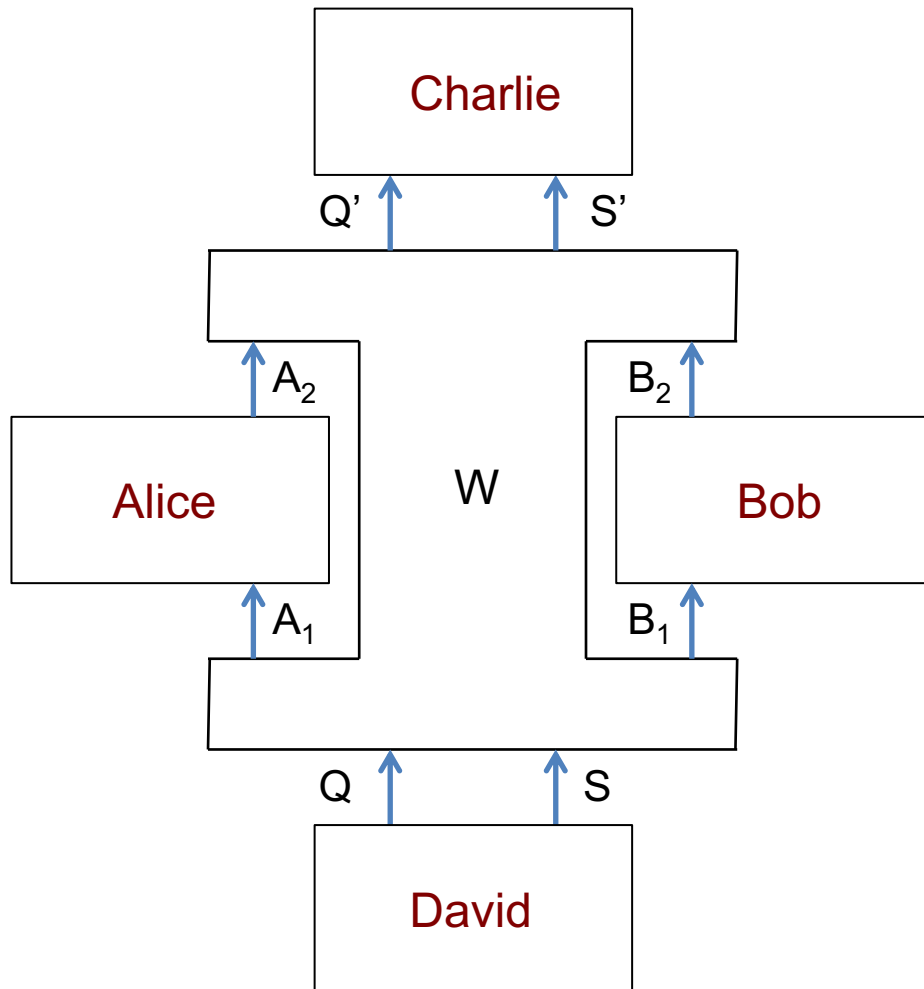 Charlie
Q’ S’
A₂ B₂
Alice W Bob
A₁ B₁
Q S
David